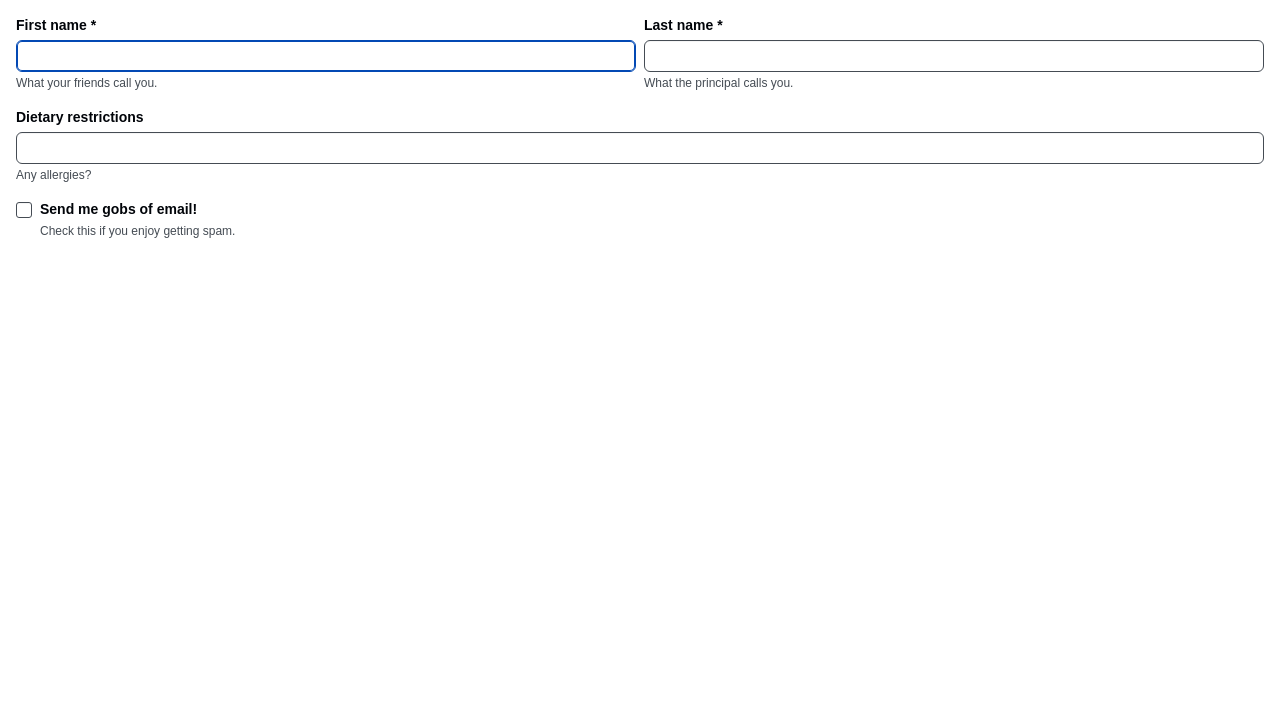 First name *
Last name *
What your friends call you.
What the principal calls you.
Dietary restrictions
Any allergies?
Send me gobs of email!
Check this if you enjoy getting spam.